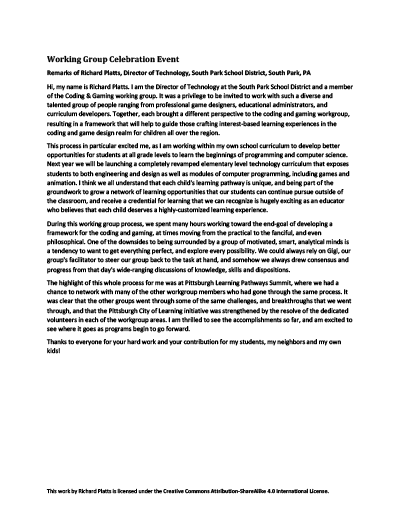 Working Group Celebration Event
Remarks of Richard Platts, Director of Technology, South Park School District, South Park, PA
Hi, my name is Richard Platts. I am the Director of Technology at the South Park School District and a member
of the Coding & Gaming working group. It was a privilege to be invited to work with such a diverse and
talented group of people ranging from professional game designers, educational administrators, and
curriculum developers. Together, each brought a different perspective to the coding and gaming workgroup,
resulting in a framework that will help to guide those crafting interest-based learning experiences in the
coding and game design realm for children all over the region.
This process in particular excited me, as I am working within my own school curriculum to develop better
opportunities for students at all grade levels to learn the beginnings of programming and computer science.
Next year we will be launching a completely revamped elementary level technology curriculum that exposes
students to both engineering and design as well as modules of computer programming, including games and
animation. I think we all understand that each child's learning pathway is unique, and being part of the
groundwork to grow a network of learning opportunities that our students can continue pursue outside of
the classroom, and receive a credential for learning that we can recognize is hugely exciting as an educator
who believes that each child deserves a highly-customized learning experience.
During this working group process, we spent many hours working toward the end-goal of developing a
framework for the coding and gaming, at times moving from the practical to the fanciful, and even
philosophical. One of the downsides to being surrounded by a group of motivated, smart, analytical minds is
a tendency to want to get everything perfect, and explore every possibility. We could always rely on Gigi, our
group's facilitator to steer our group back to the task at hand, and somehow we always drew consensus and
progress from that day's wide-ranging discussions of knowledge, skills and dispositions.
The highlight of this whole process for me was at Pittsburgh Learning Pathways Summit, where we had a
chance to network with many of the other workgroup members who had gone through the same process. It
was clear that the other groups went through some of the same challenges, and breakthroughs that we went
through, and that the Pittsburgh City of Learning initiative was strengthened by the resolve of the dedicated
volunteers in each of the workgroup areas. I am thrilled to see the accomplishments so far, and am excited to
see where it goes as programs begin to go forward.
Thanks to everyone for your hard work and your contribution for my students, my neighbors and my own
kids!
This work by Richard Platts is licensed under the Creative Commons Attribution-ShareAlike 4.0 International License.